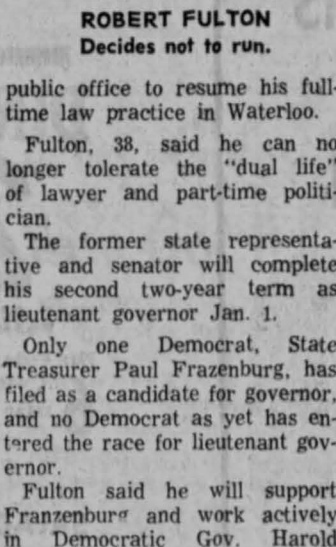 ROBERT FULTON
Decides not to run.
public office to resume his full-
time law practice in Waterloo.
Fulton, 38, said he can no
longer tolerate the "dual life"
of lawyer and part-time politi-
cian.
The former state representa-
tive and senator will complete
his second two-year term as
lieutenant governor Jan. 1.
Only one Democrat, State
Treasurer Paul Frazenburg, has
filed as a candidate for governor,
and no Democrat as yet has en-
tered the race for lieutenant gov-
ernor.
Fulton said he will support
Franzenburg and work actively
in Democratic Gov. Harold